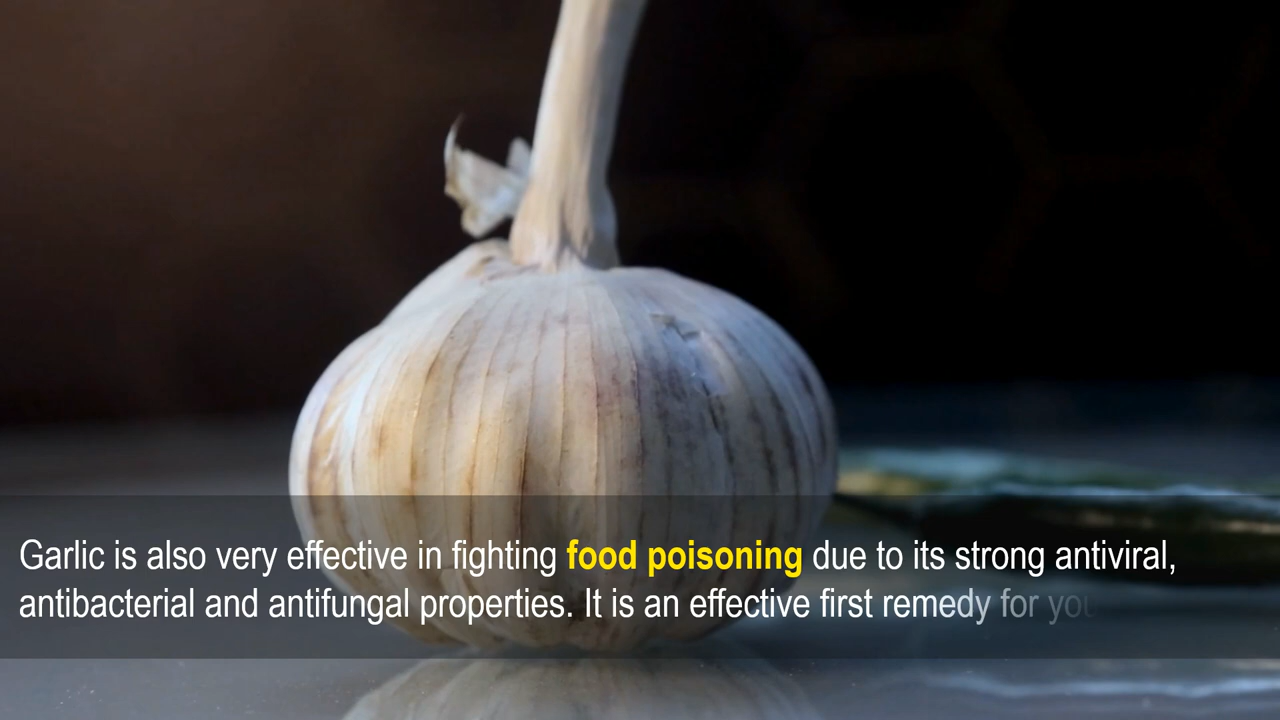 Garlic is also very effective in fighting food poisoning due to its strong antiviral,
antibacterial and antifungal properties. It is an effective first remedy for